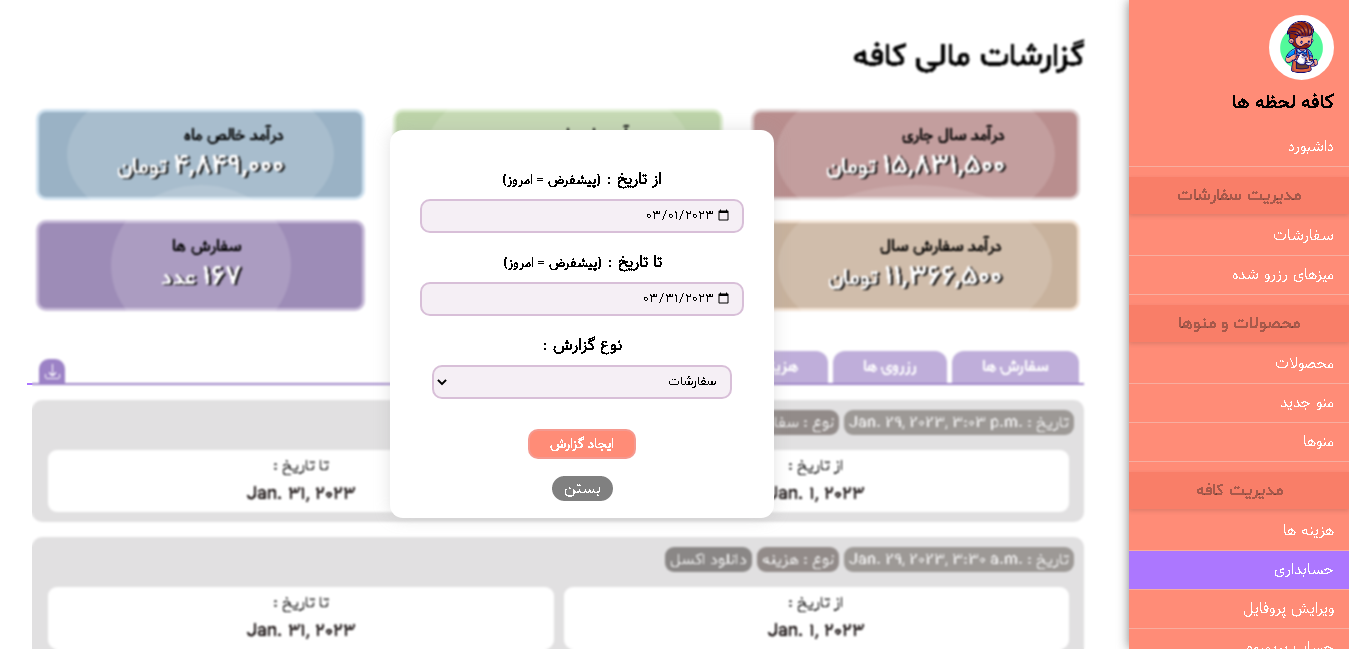 کافه لحظه ها
داشبورد
مدیریت سفارشات
سفارشات
میزهای رزرو شده
محصولات و منوها
محصولات
منو جدید
منوها
مدیریت کافه
هزینه ها
حسابداری
ویرایش پروفایل
گزارشات مالی کافه
درآمد سال جاری
۱۵,۸۳۱,۵۰۰ تومان
درآمد خالص ماه
۴,۸۴۹,۰۰۰ تومان
درآمد سفارش سال
۱۱,۳۶۶,۵۰۰ تومان
سفارش ها
۱۶۷ عدد
از تاریخ : (پیشفرض = امروز)
۰۳/۰۱/۲۰۲۳
تا تاریخ : (پیشفرض = امروز)
۰۳/۳۱/۲۰۲۳
نوع گزارش :
سفارشات
ایجاد گزارش
بستن
سفارش ها
رزروی ها
تاریخ : Jan. ۲۹, ۲۰۲۳, ۳:۰۳ p.m.
نوع :
از تاریخ :
Jan. ۱, ۲۰۲۳
تا تاریخ :
Jan. ۳۱, ۲۰۲۳
تاریخ : Jan. ۲۹, ۲۰۲۳, ۳:۳۰ a.m.
نوع : هزینه
دانلود اکسل
از تاریخ :
Jan. ۱, ۲۰۲۳
تا تاریخ :
Jan. ۳۱, ۲۰۲۳